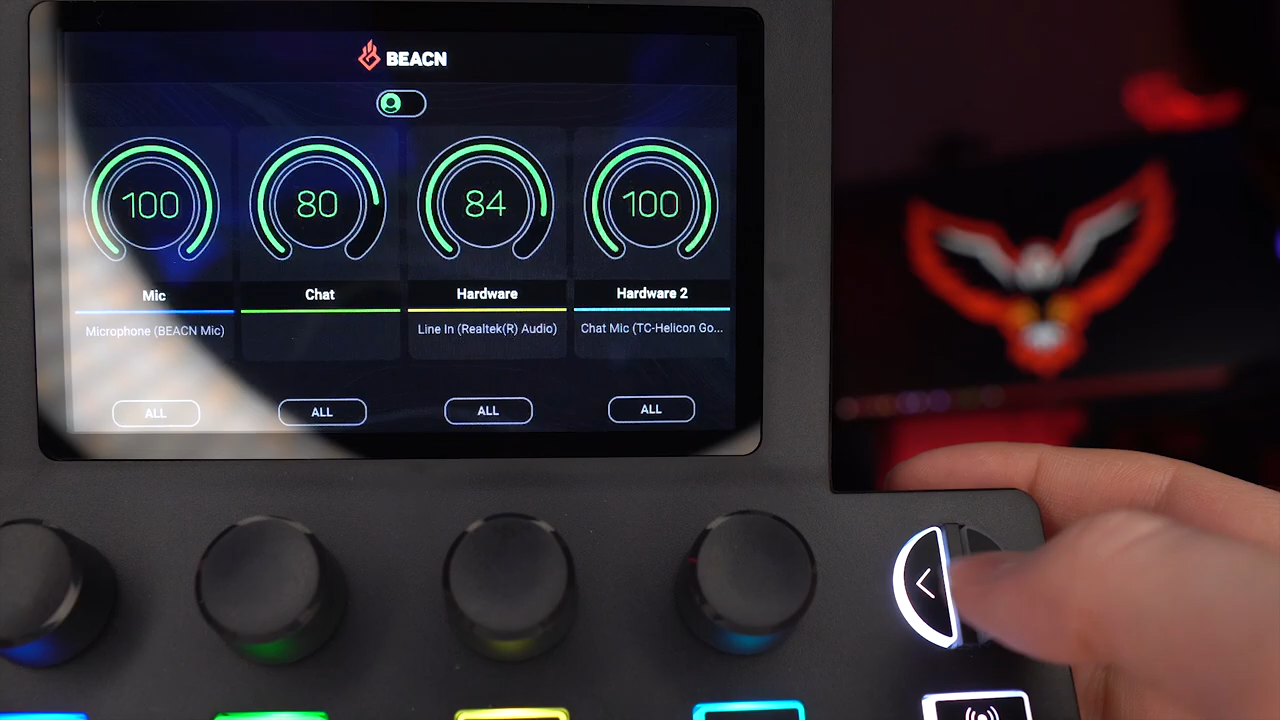 BEACN
100 80 84 100
Mic Chat Hardware Hardware 2
Microphone (BEACN Mic) Line In (Realtek(R) Audio) Chat Mic (TC-Helicon Go...
ALL ALL ALL ALL